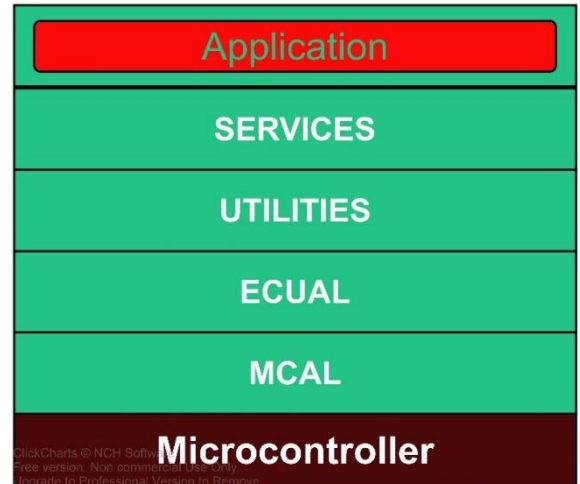 Application
SERVICES
UTILITIES
ECUAL
MCAL
Microcontroller
ClickCharts © NCH Software
Free version. Non commercial Use Only.
Upgrade to Professional Version to Remove